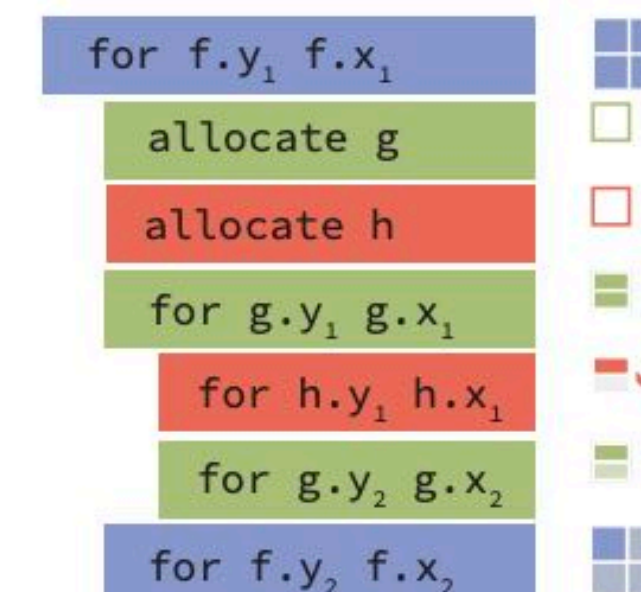 for f.y₁ f.x₁
allocate g
allocate h
for g.y₁ g.x₁
for h.y₁ h.x₁
for g.y₂ g.x₂
for f.y₂ f.x₂